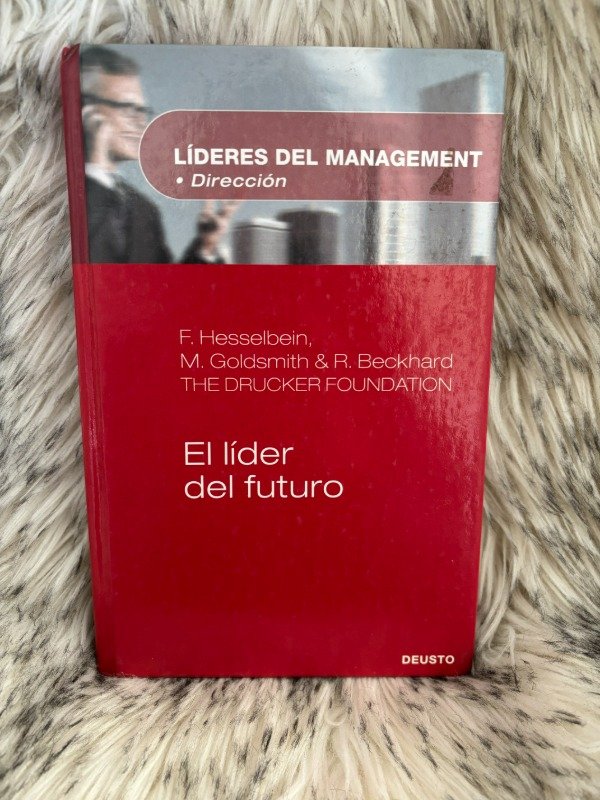 LÍDERES DEL MANAGEMENT
• Dirección
F. Hesselbein,
M. Goldsmith & R. Beckhard
THE DRUCKER FOUNDATION
El líder
del futuro
DEUSTO